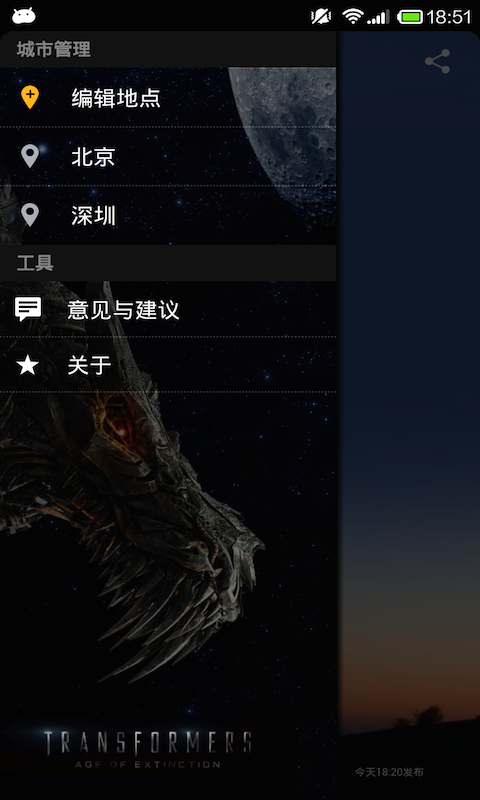 18:51
城市管理
编辑地点
北京
深圳
工具
意见与建议
关于
TRANSFORMERS
AGE OF EXTINCTION
今天18:20发布